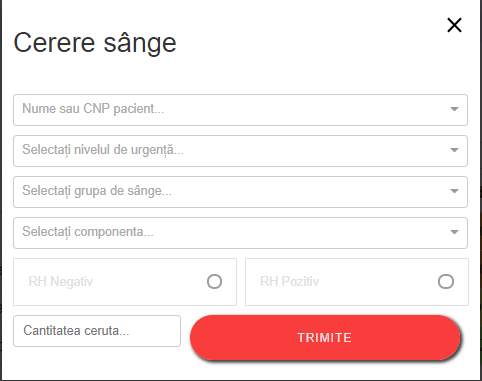 Cerere sânge
Nume sau CNP pacient...
Selectați nivelul de urgență...
Selectați grupa de sânge...
Selectați componenta...
RH Negativ
RH Pozitiv
Cantitatea ceruta...
TRIMITE